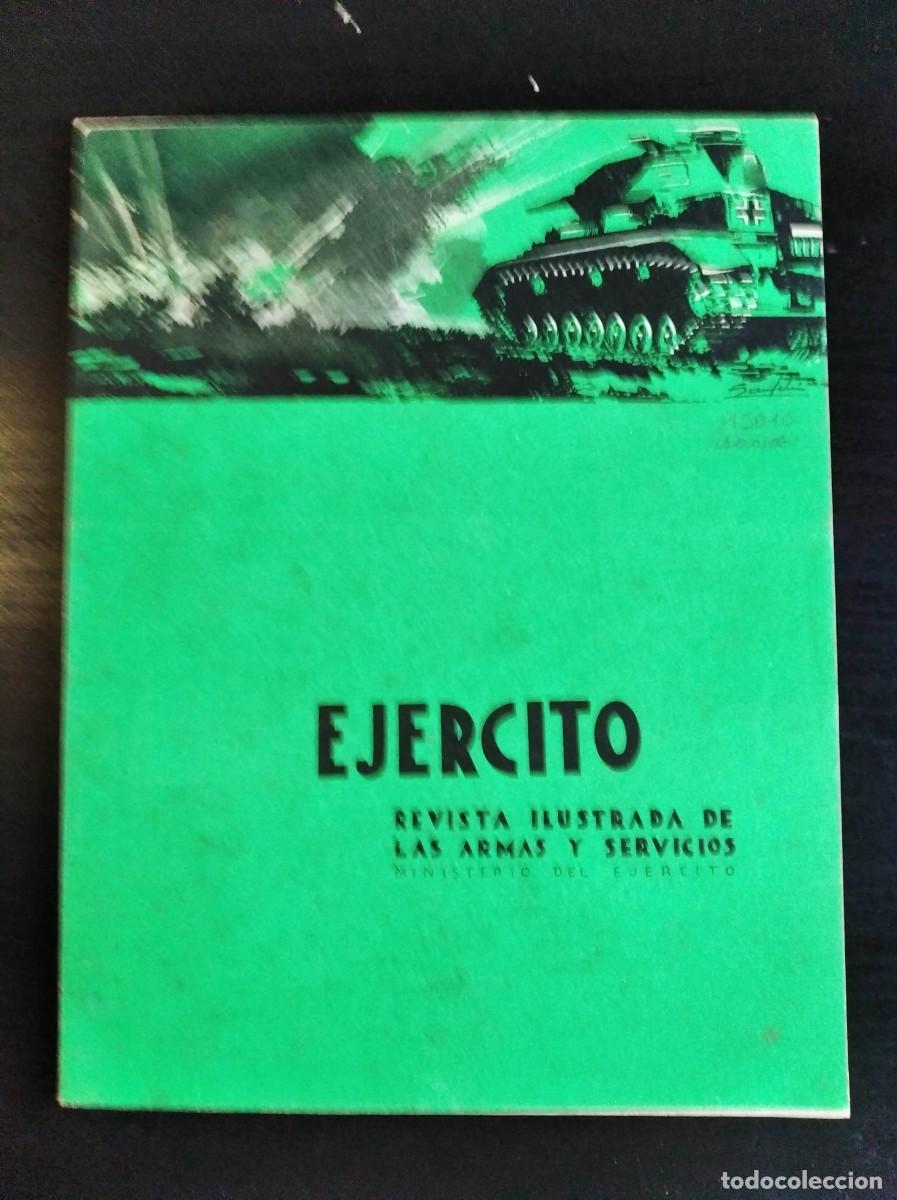 EJERCITO
REVISTA ILUSTRADA DE
LAS ARMAS Y SERVICIOS
MINISTERIO DEL EJERCITO
todocoleccion